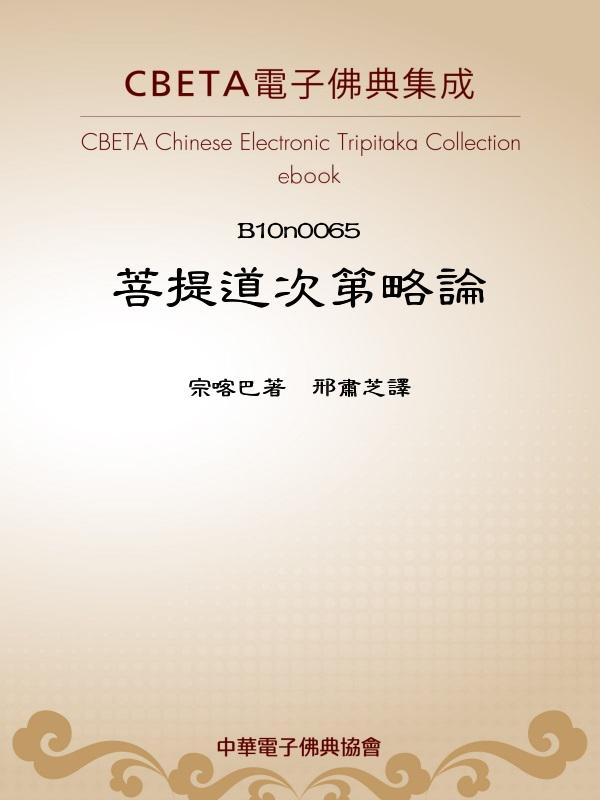 CBETA電子佛典集成
CBETA Chinese Electronic Tripitaka Collection
ebook
B10n0065
菩提道次第略論
宗喀巴著　邢肅芝譯
中華電子佛典協會